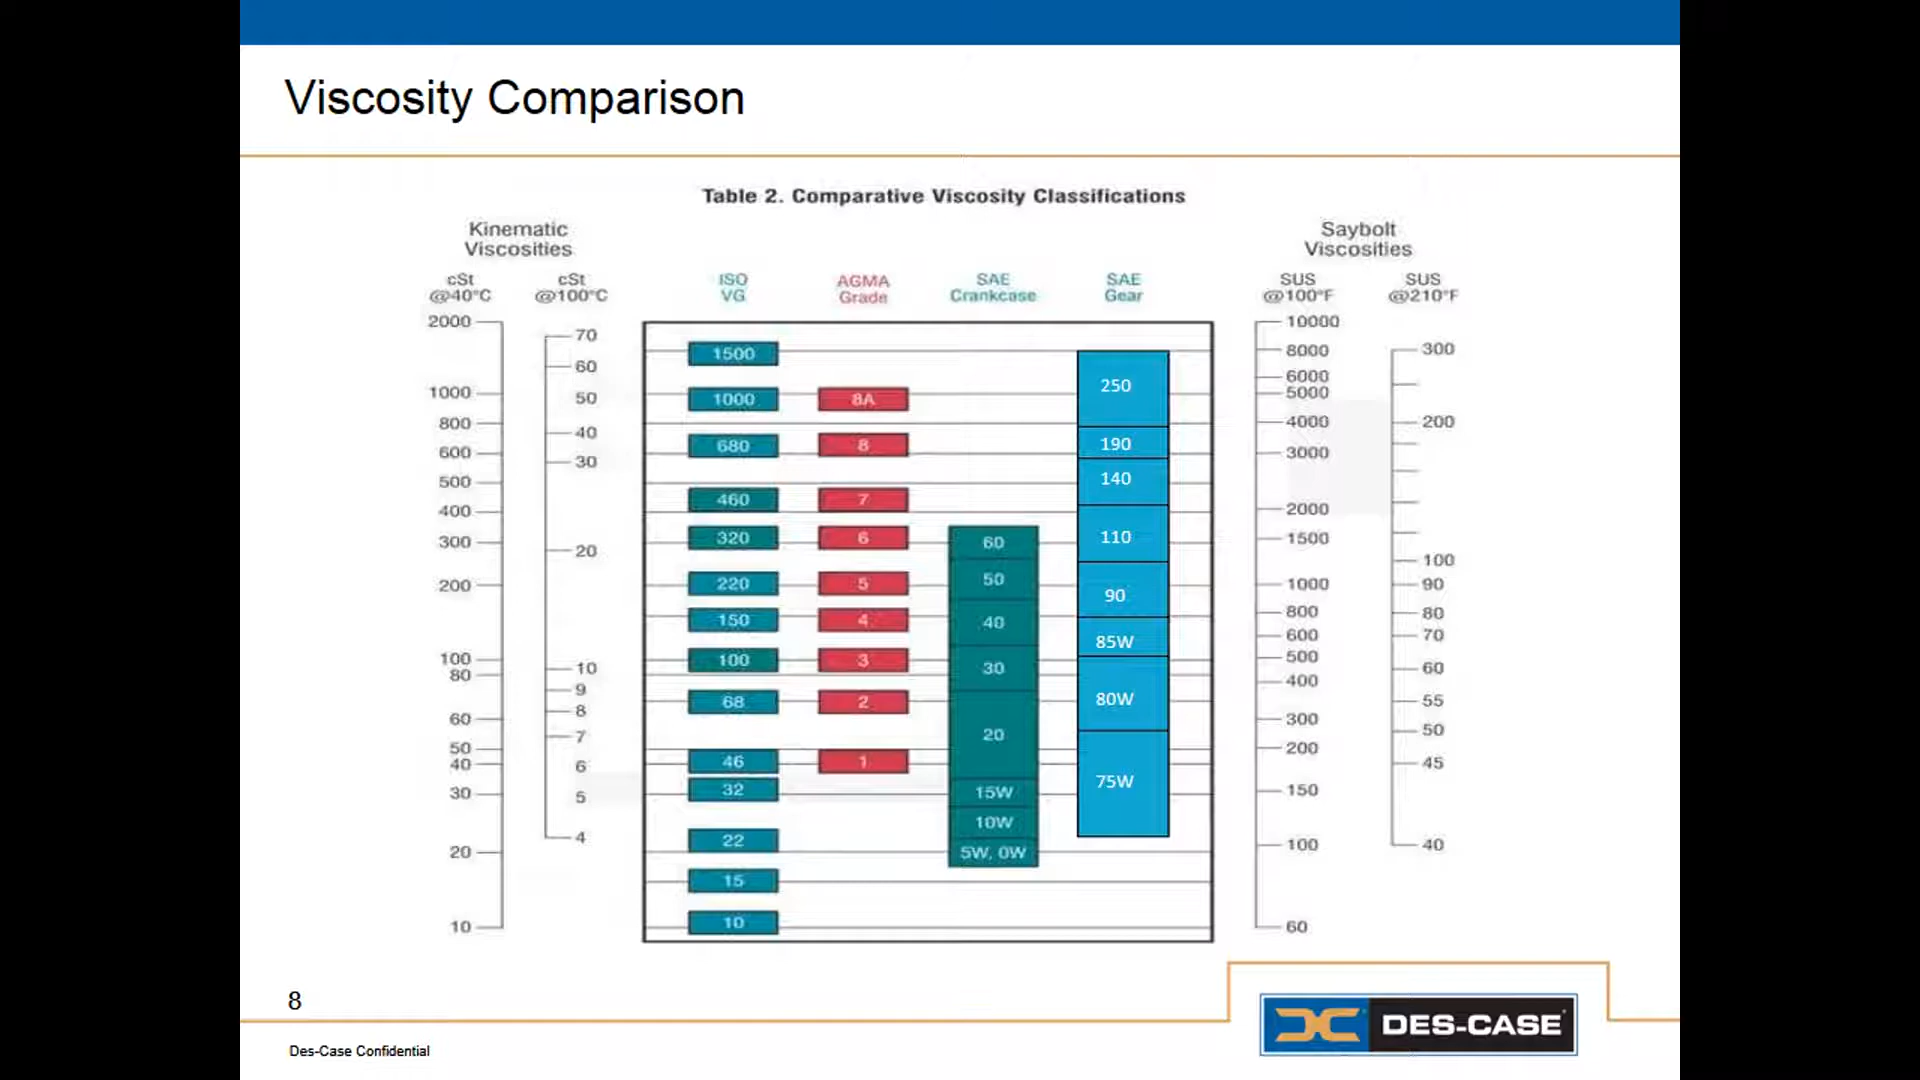 Viscosity Comparison
Table 2. Comparative Viscosity Classifications
Kinematic
Viscosities
Saybolt
Viscosities
cSt
@40°C
cSt
@100°C
ISO
VG
AGMA
Grade
SAE
Crankcase
SAE
Gear
SUS
@100°F
SUS
@210°F
2000
1000
800
600
500
400
300
200
100
80
60
50
40
30
20
10
70
60
50
40
30
20
10
9
8
7
6
5
4
1500
1000
680
460
320
220
150
100
68
46
32
22
15
10
8A
8
7
6
5
4
3
2
1
60
50
40
30
20
15W
10W
5W, 0W
250
190
140
110
90
85W
80W
75W
10000
8000
6000
5000
4000
3000
2000
1500
1000
800
600
500
400
300
200
150
100
60
300
200
100
90
80
70
60
55
50
45
40
8
Des-Case Confidential
DES-CASE